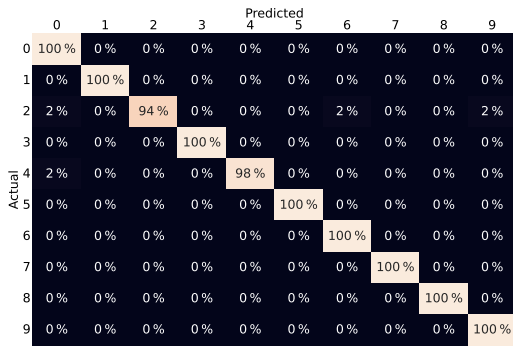 Predicted
0 1 2 3 4 5 6 7 8 9
0 100 % 0 % 0 % 0 % 0 % 0 % 0 % 0 % 0 % 0 %
1 0 % 100 % 0 % 0 % 0 % 0 % 0 % 0 % 0 % 0 %
2 2 % 0 % 94 % 0 % 0 % 0 % 2 % 0 % 0 % 2 %
3 0 % 0 % 0 % 100 % 0 % 0 % 0 % 0 % 0 % 0 %
4 2 % 0 % 0 % 0 % 98 % 0 % 0 % 0 % 0 % 0 %
Actual
5 0 % 0 % 0 % 0 % 0 % 100 % 0 % 0 % 0 % 0 %
6 0 % 0 % 0 % 0 % 0 % 0 % 100 % 0 % 0 % 0 %
7 0 % 0 % 0 % 0 % 0 % 0 % 0 % 100 % 0 % 0 %
8 0 % 0 % 0 % 0 % 0 % 0 % 0 % 0 % 100 % 0 %
9 0 % 0 % 0 % 0 % 0 % 0 % 0 % 0 % 0 % 100 %